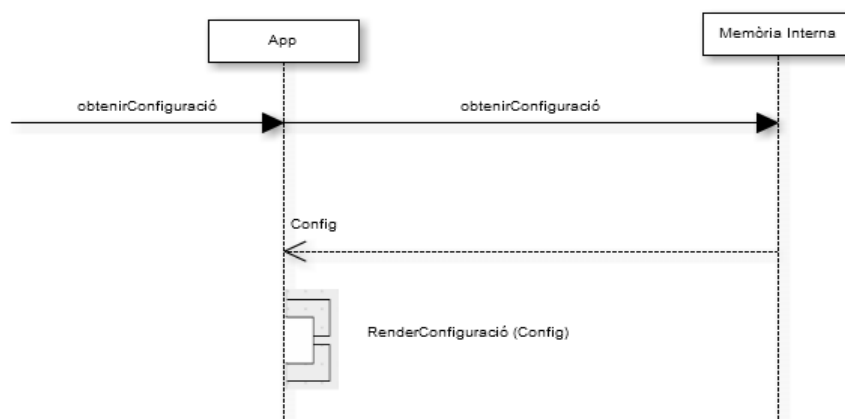 App
Memòria Interna
obtenirConfiguració
obtenirConfiguració
Config
RenderConfiguració (Config)